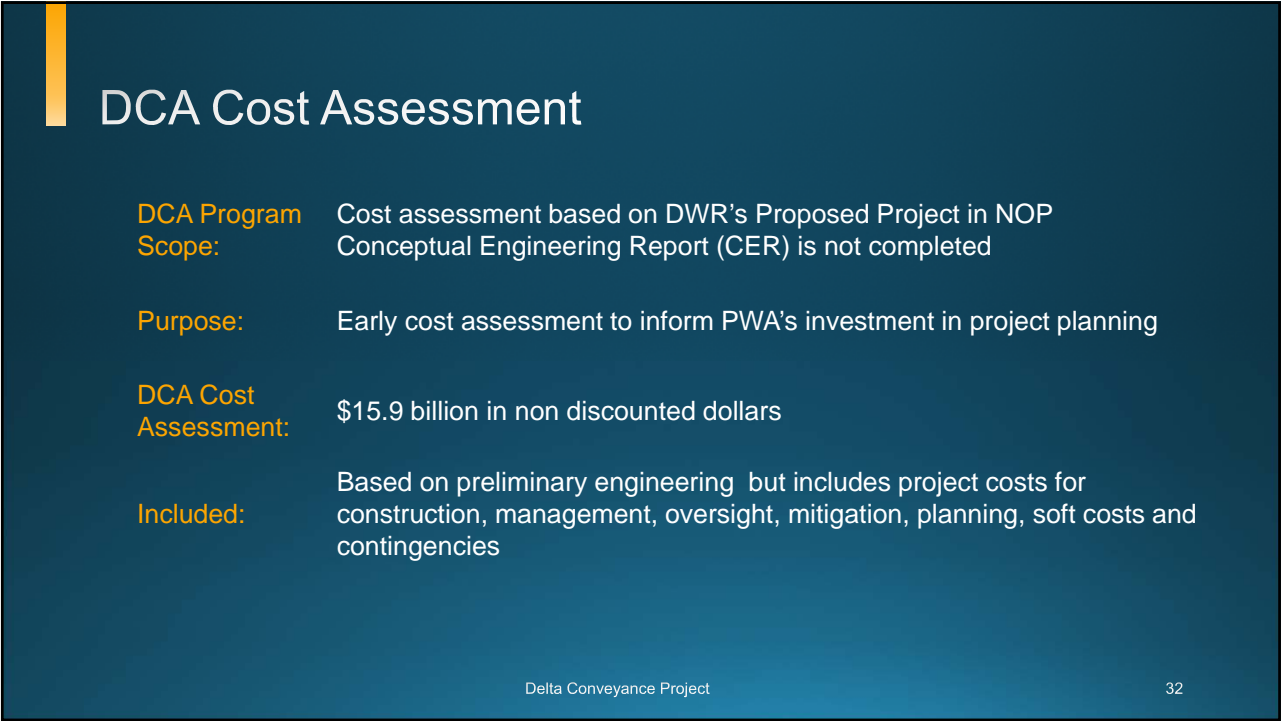 DCA Cost Assessment
DCA Program
Scope:
Cost assessment based on DWR’s Proposed Project in NOP
Conceptual Engineering Report (CER) is not completed
Purpose:
Early cost assessment to inform PWA’s investment in project planning
DCA Cost
Assessment:
$15.9 billion in non discounted dollars
Included:
Based on preliminary engineering  but includes project costs for
construction, management, oversight, mitigation, planning, soft costs and
contingencies
Delta Conveyance Project
32